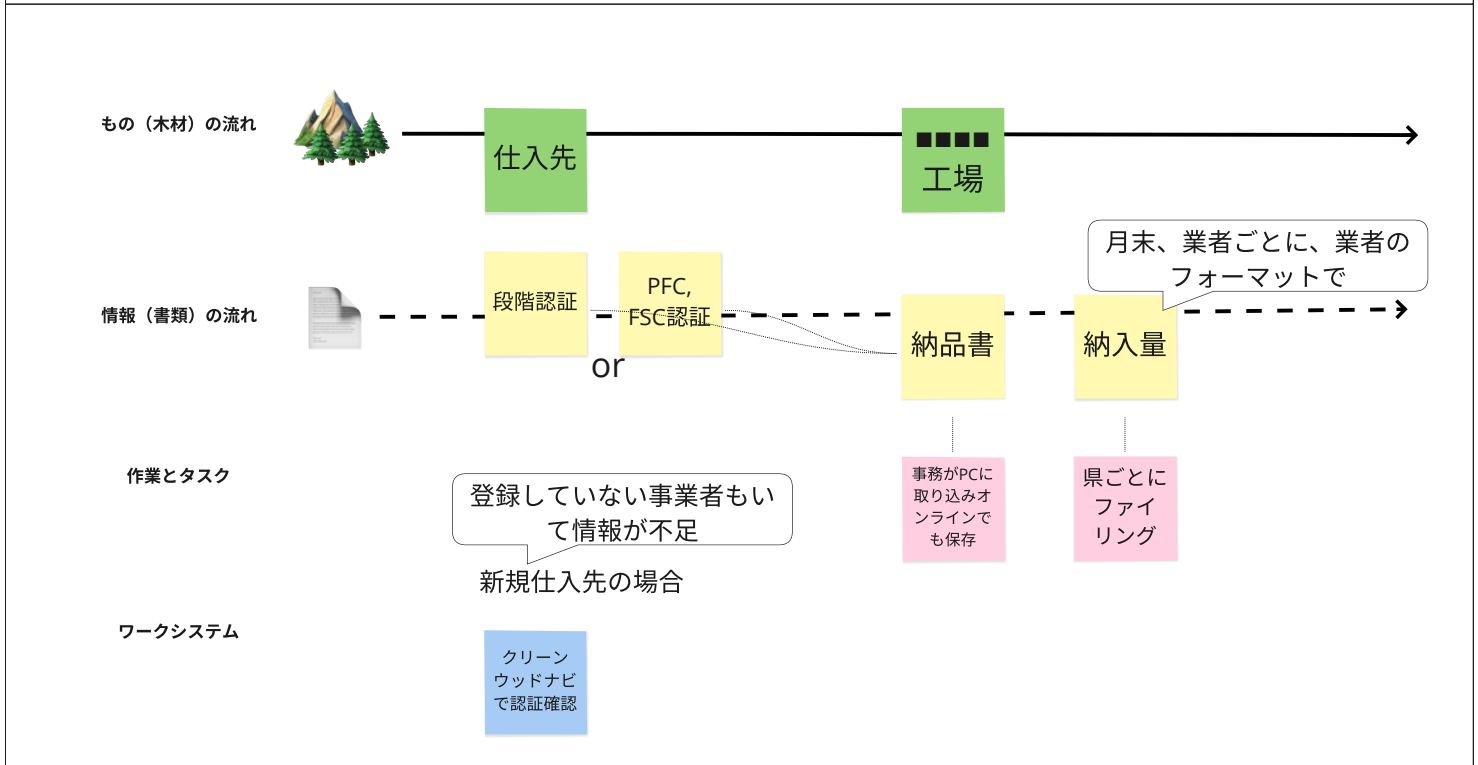 もの（木材）の流れ
仕入先
■■■■
工場
月末、業者ごとに、業者の
フォーマットで
情報（書類）の流れ
段階認証
PFC,
FSC認証
or
納品書
納入量
作業とタスク
登録していない事業者もい
て情報が不足
新規仕入先の場合
事務がPCに
取り込みオ
ンラインで
も保存
県ごとに
ファイ
リング
ワークシステム
クリーン
ウッドナビ
で認証確認